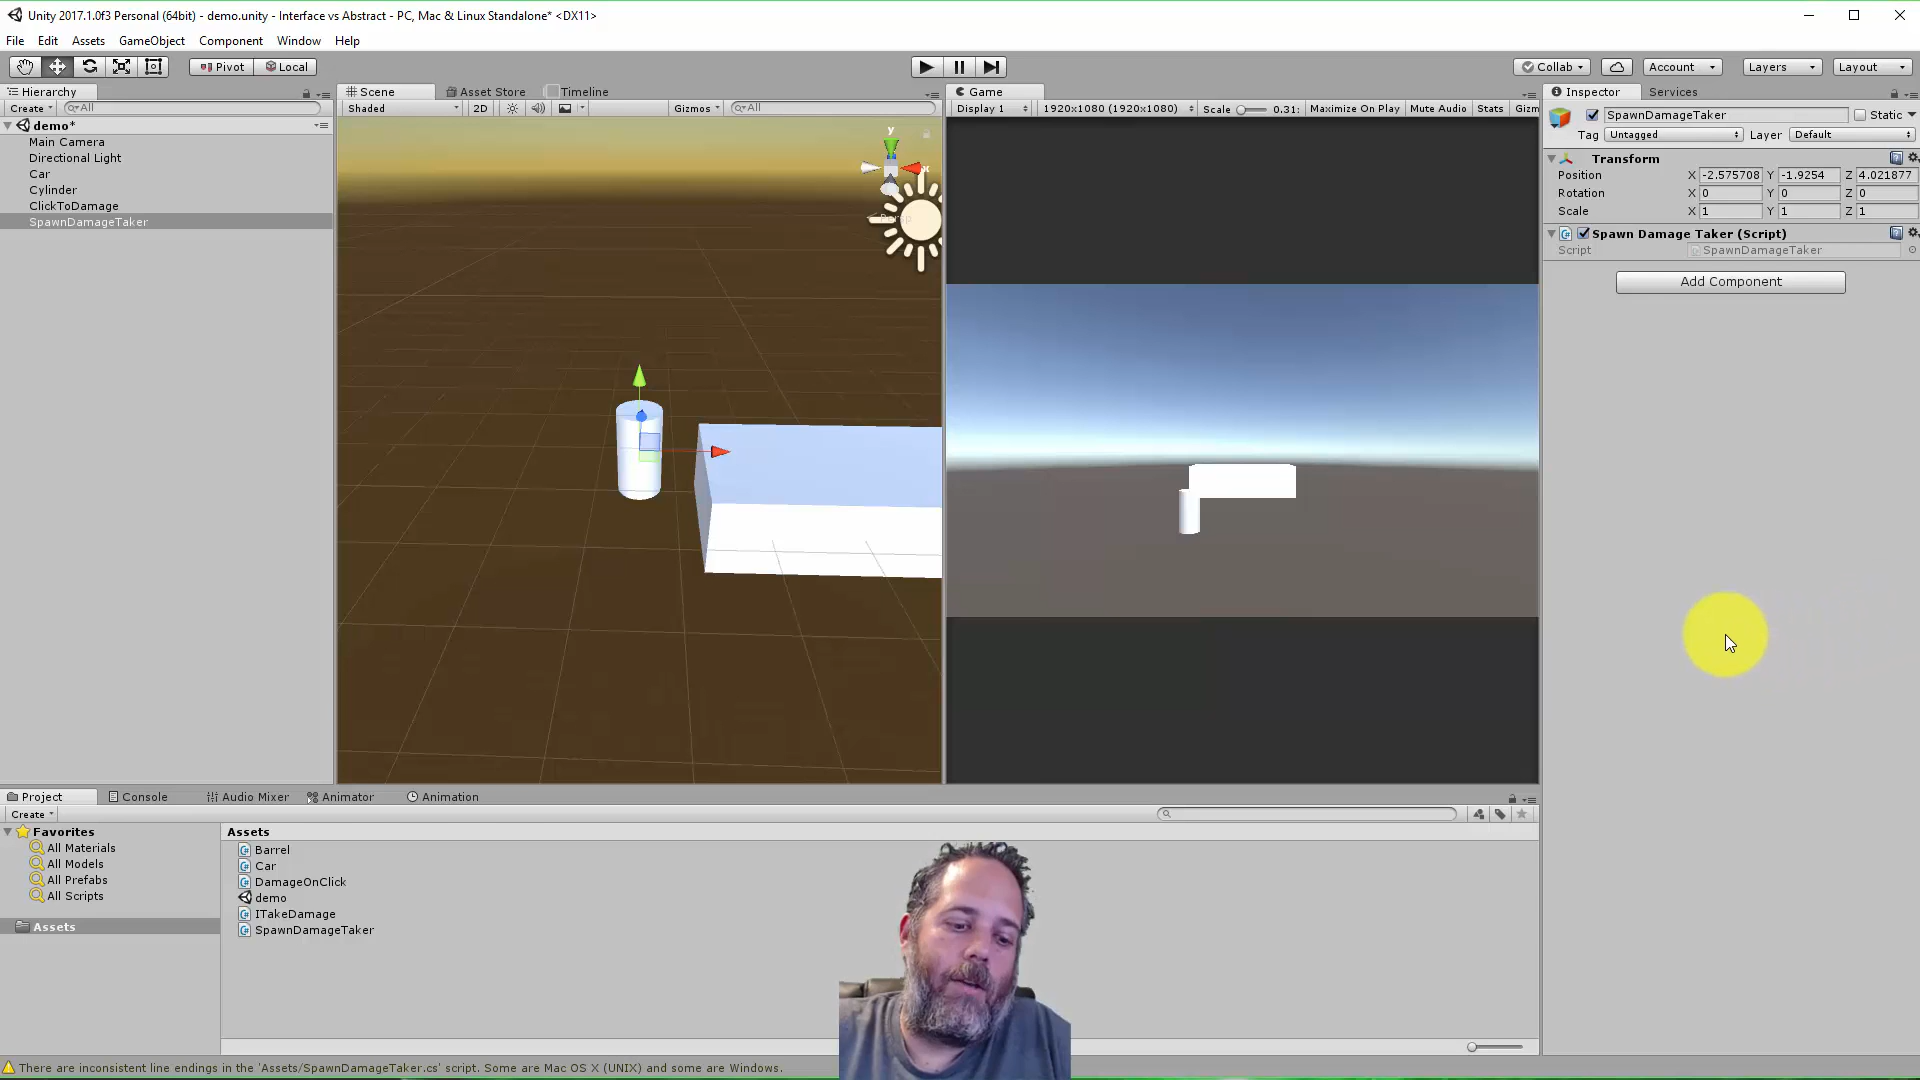 Unity 2017.1.0f3 Personal (64bit) - demo.unity - Interface vs Abstract - PC, Mac & Linux Standalone* <DX11>
File Edit Assets GameObject Component Window Help
Pivot Local Collab Account Layers Layout
Hierarchy
Create All
demo*
Main Camera
Directional Light
Car
Cylinder
ClickToDamage
SpawnDamageTaker
Scene Asset Store Timeline
Shaded 2D Gizmos All
y
x
Persp
Game
Display 1 1920x1080 (1920x1080) Scale 0.31: Maximize On Play Mute Audio Stats Gizm
Inspector Services
SpawnDamageTaker Static
Tag Untagged Layer Default
Transform
Position X -2.575708 Y -1.9254 Z 4.021877
Rotation X 0 Y 0 Z 0
Scale X 1 Y 1 Z 1
Spawn Damage Taker (Script)
Script SpawnDamageTaker
Add Component
Project Console Audio Mixer Animator Animation
Create
Favorites
All Materials
All Models
All Prefabs
All Scripts
Assets
Assets
Barrel
Car
DamageOnClick
demo
ITakeDamage
SpawnDamageTaker
There are inconsistent line endings in the 'Assets/SpawnDamageTaker.cs' script. Some are Mac OS X (UNIX) and some are Windows.